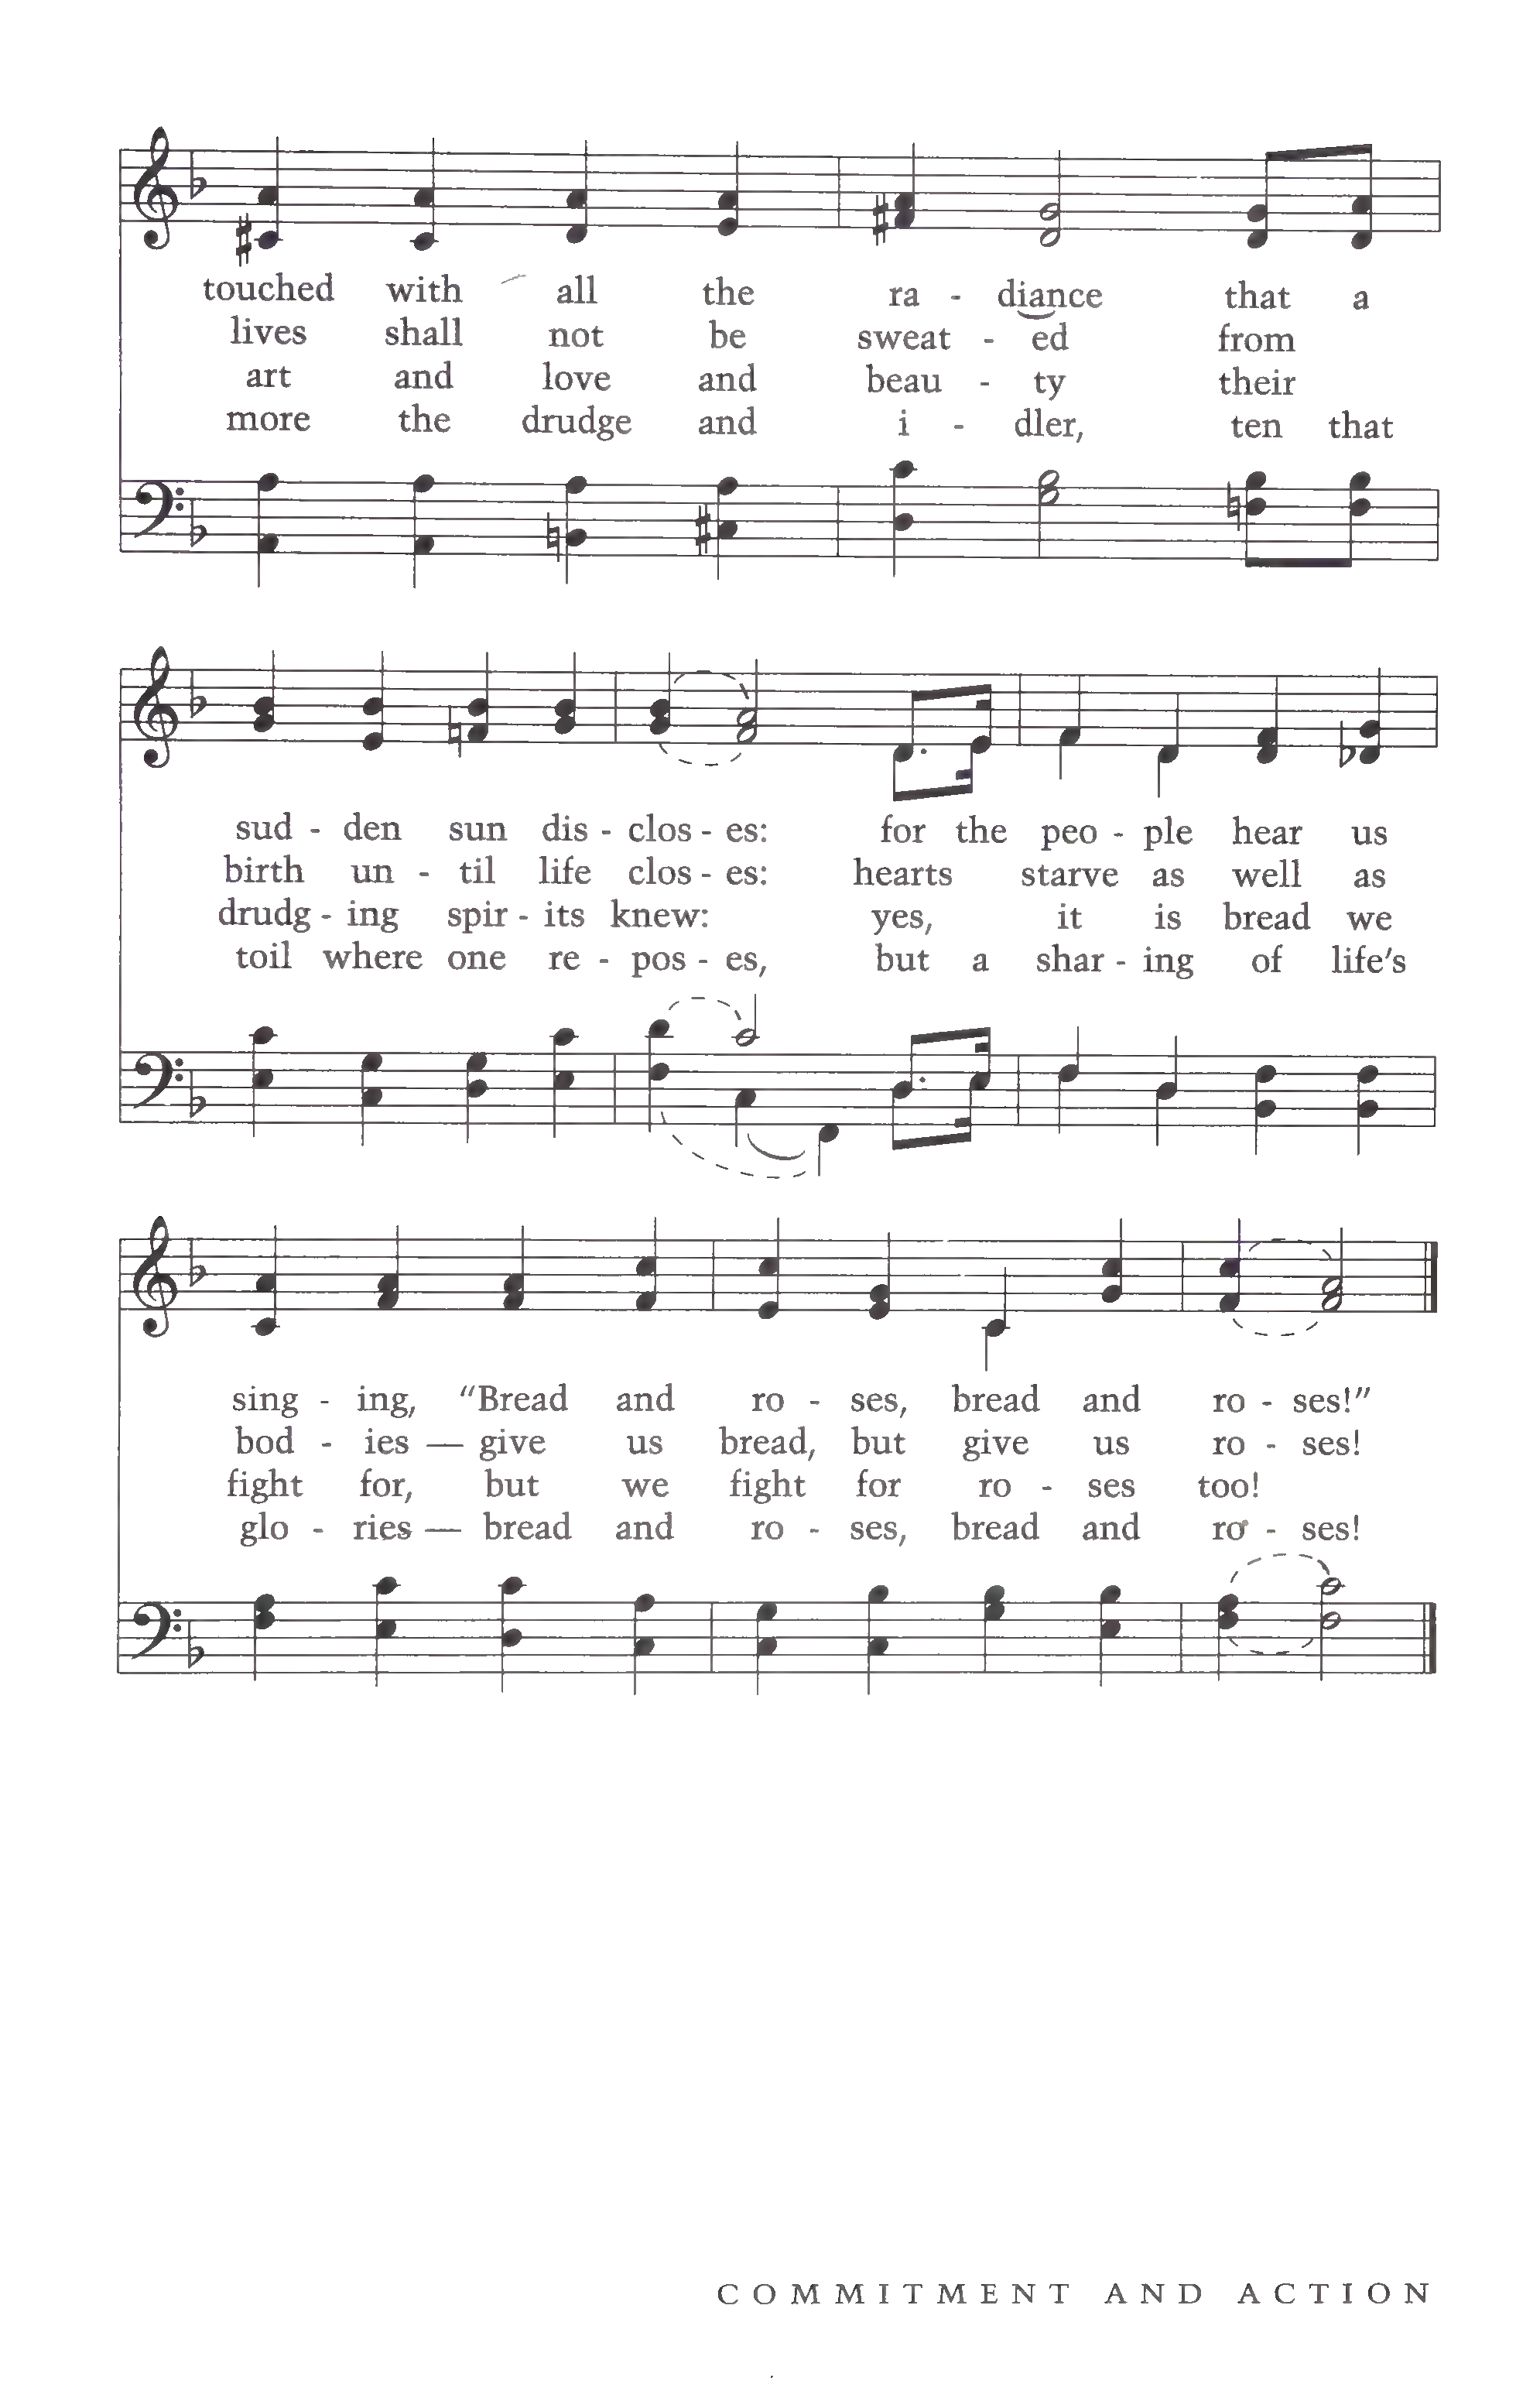 touched with all the ra - diance that a
lives shall not be sweat - ed from
art and love and beau - ty their
more the drudge and i - dler, ten that
sud - den sun dis - clos - es: for the peo - ple hear us
birth un - til life clos - es: hearts starve as well as
drudg - ing spir - its knew: yes, it is bread we
toil where one re - pos - es, but a shar - ing of life's
sing - ing, "Bread and ro - ses, bread and ro - ses!"
bod - ies — give us bread, but give us ro - ses!
fight for, but we fight for ro - ses too!
glo - ries — bread and ro - ses, bread and ro - ses!
COMMITMENT AND ACTION